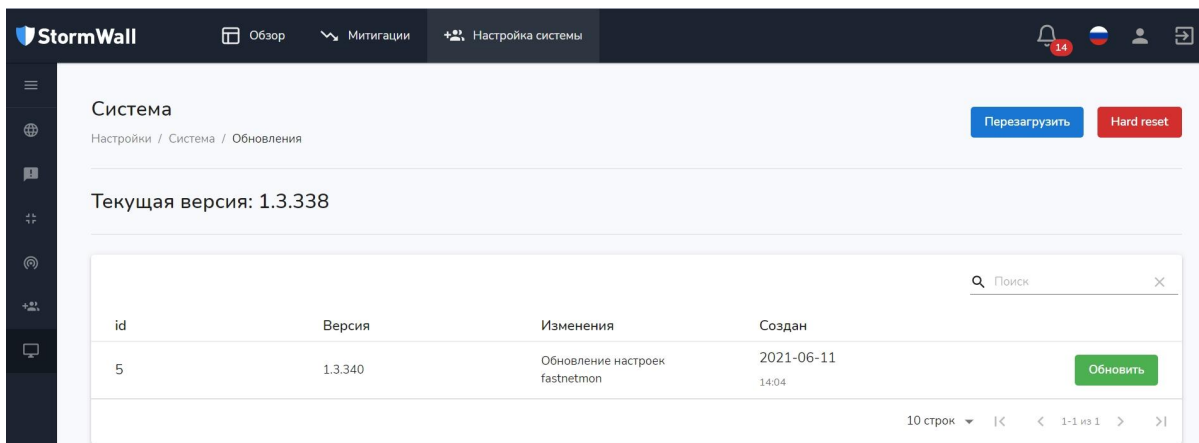 StormWall
Обзор
Митигации
Настройка системы
14
Система
Перезагрузить
Hard reset
Настройки / Система / Обновления
Текущая версия: 1.3.338
Поиск
id Версия Изменения Создан
5 1.3.340 Обновление настроек fastnetmon 2021-06-11 14:04 Обновить
10 строк 1-1 из 1